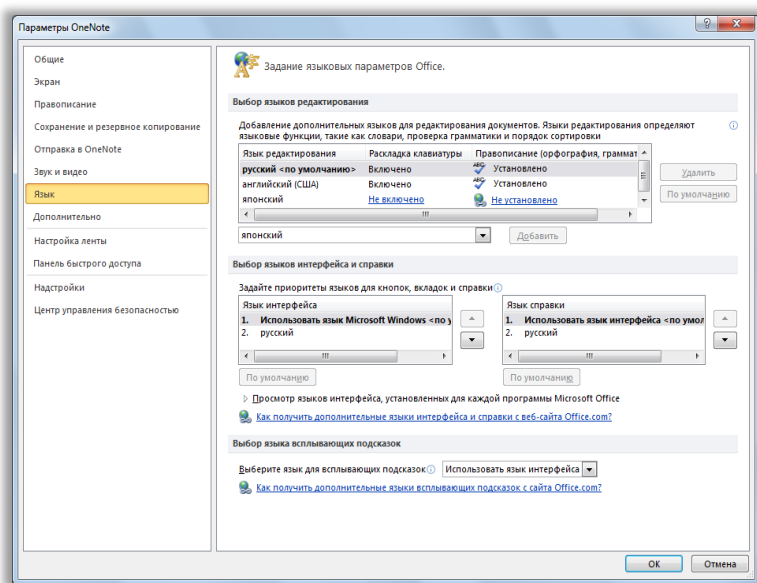 Параметры OneNote
Общие
Экран
Правописание
Сохранение и резервное копирование
Отправка в OneNote
Звук и видео
Язык
Дополнительно
Настройка ленты
Панель быстрого доступа
Надстройки
Центр управления безопасностью
Задание языковых параметров Office.
Выбор языков редактирования
Добавление дополнительных языков для редактирования документов. Языки редактирования определяют
языковые функции, такие как словари, проверка грамматики и порядок сортировки
Язык редактирования Раскладка клавиатуры Правописание (орфография, граммат
русский <по умолчанию> Включено Установлено
английский (США) Включено Установлено
японский Не включено Не установлено
Удалить
По умолчанию
японский Добавить
Выбор языков интерфейса и справки
Задайте приоритеты языков для кнопок, вкладок и справки
Язык интерфейса Язык справки
1. Использовать язык Microsoft Windows <по у 1. Использовать язык интерфейса <по умол
2. русский 2. русский
По умолчанию По умолчанию
Просмотр языков интерфейса, установленных для каждой программы Microsoft Office
Как получить дополнительные языки интерфейса и справки с веб-сайта Office.com?
Выбор языка всплывающих подсказок
Выберите язык для всплывающих подсказок Использовать язык интерфейса
Как получить дополнительные языки всплывающих подсказок с сайта Office.com?
ОК Отмена